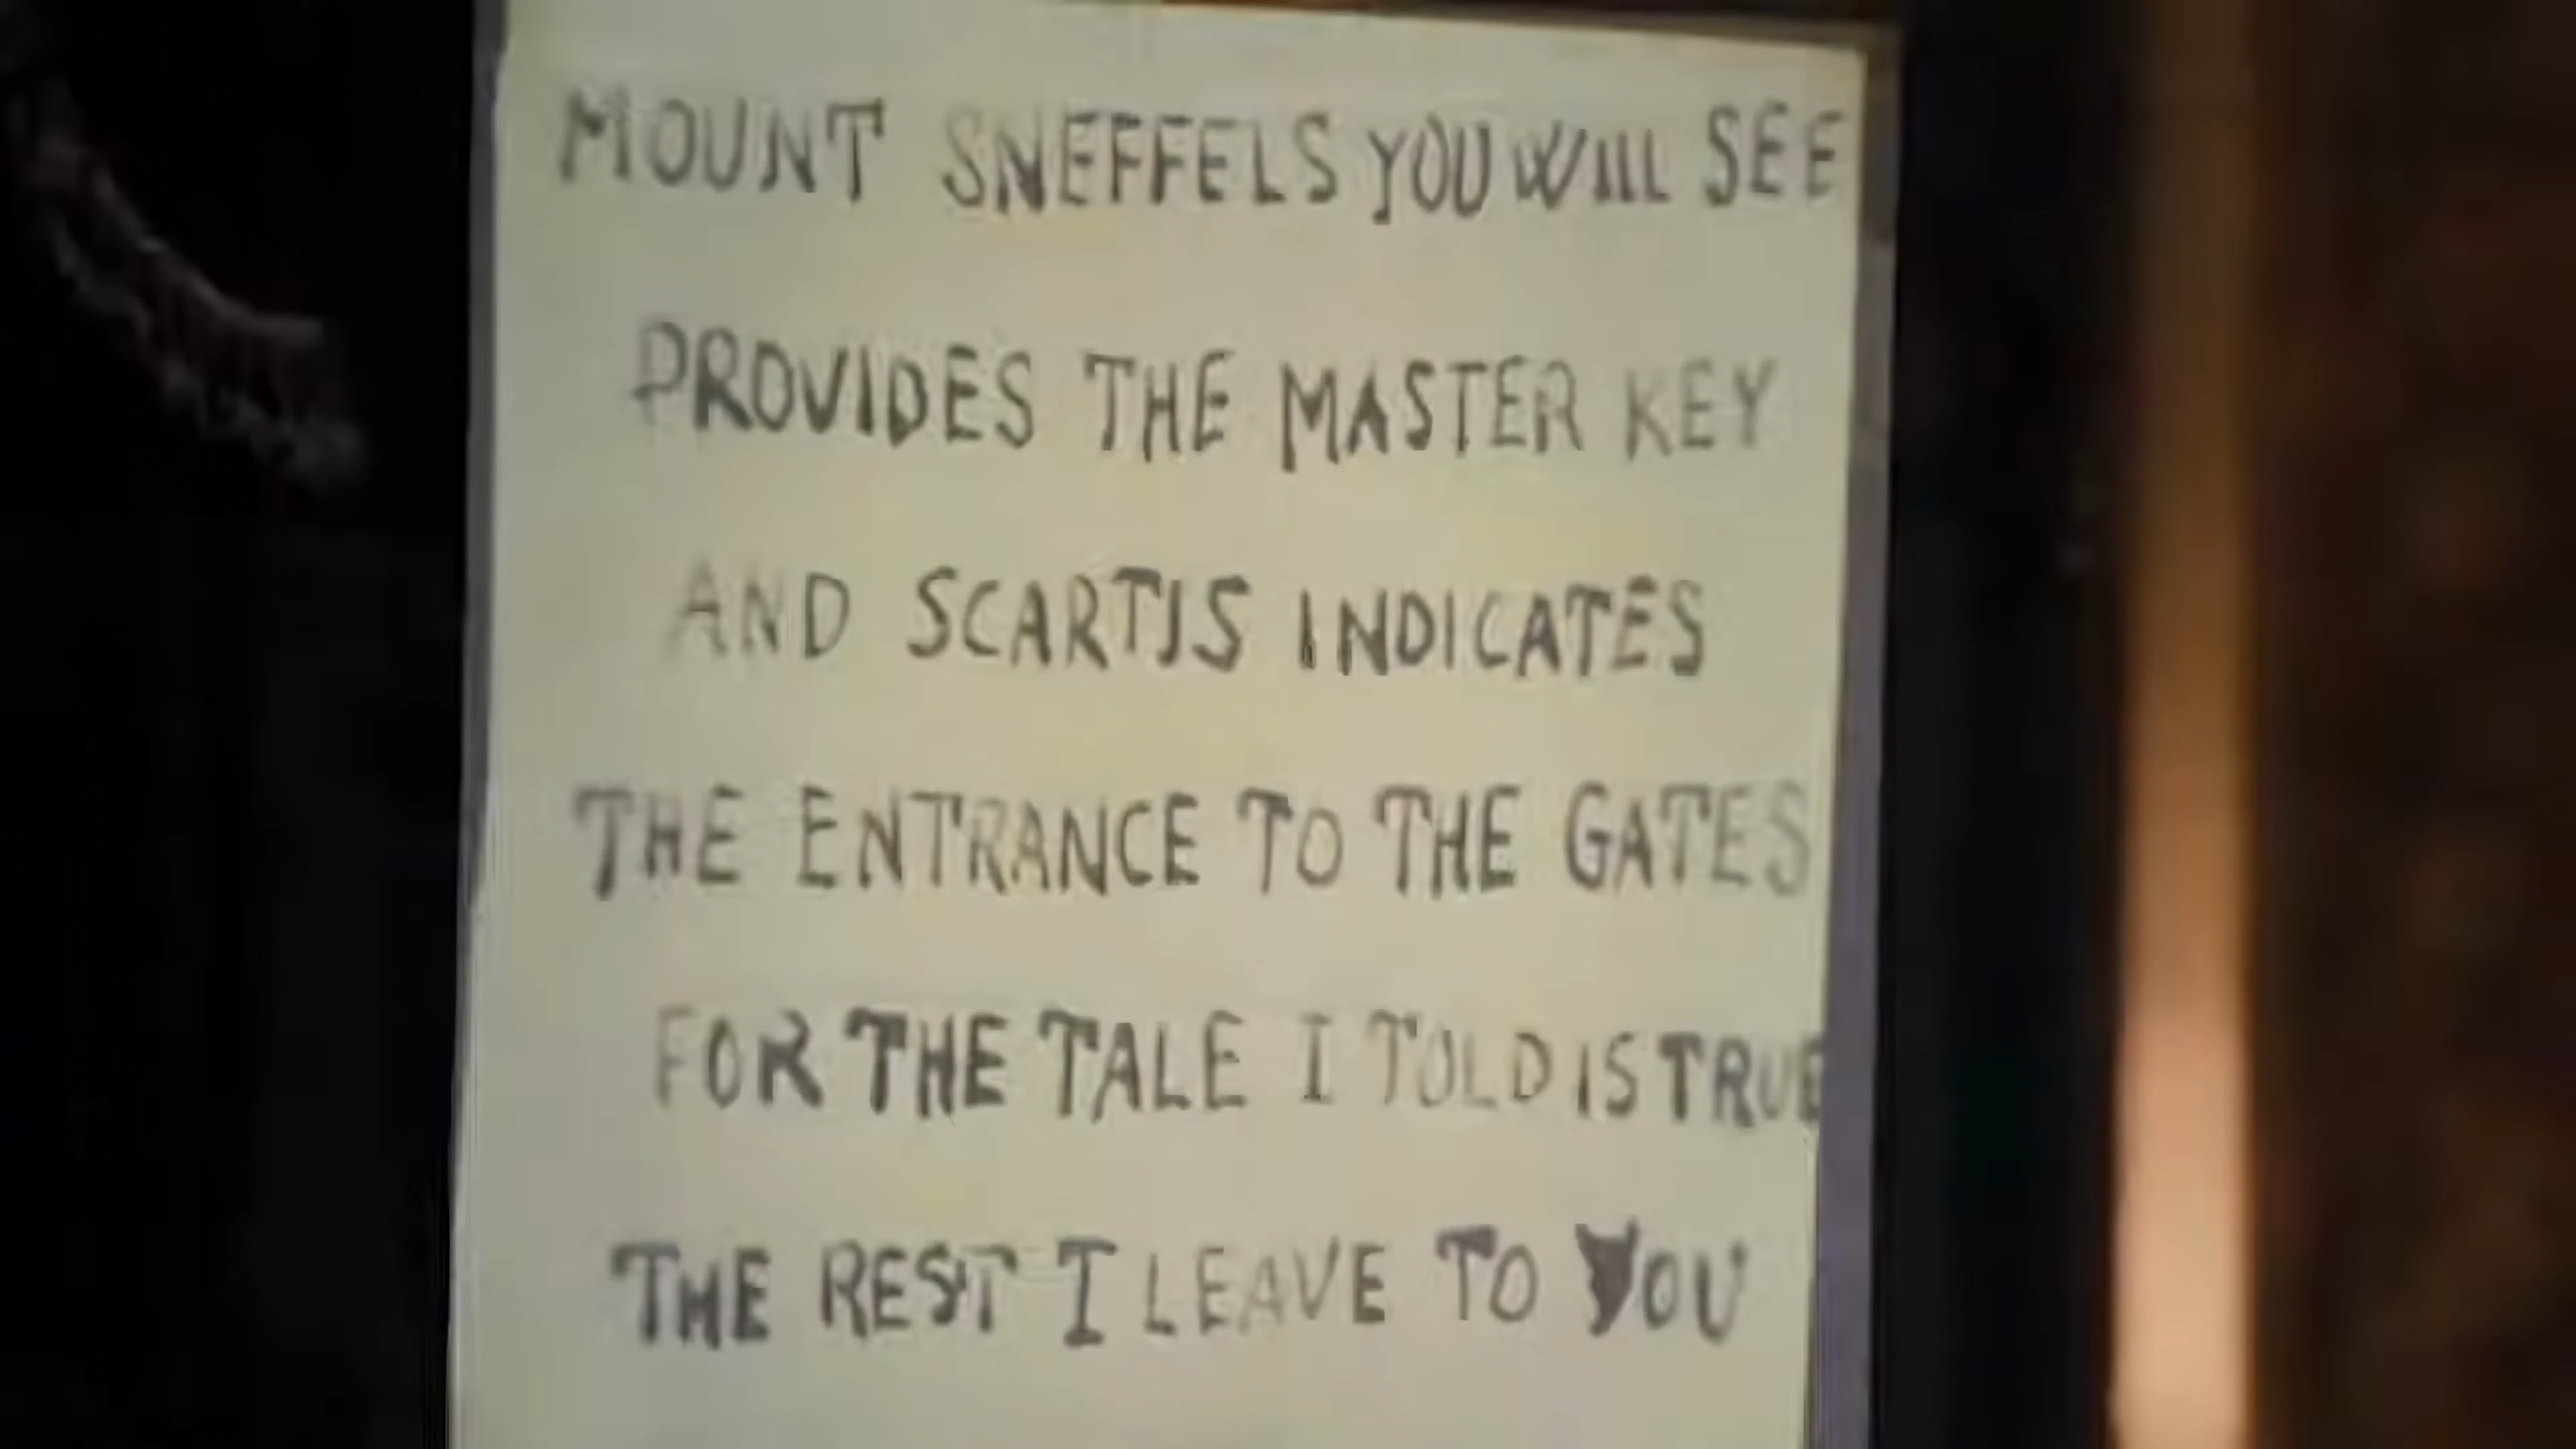 MOUNT SNEFFELS YOU WILL SEE
PROVIDES THE MASTER KEY
AND SCARTIS INDICATES
THE ENTRANCE TO THE GATES
FOR THE TALE I TOLD IS TRUE
THE REST I LEAVE TO YOU